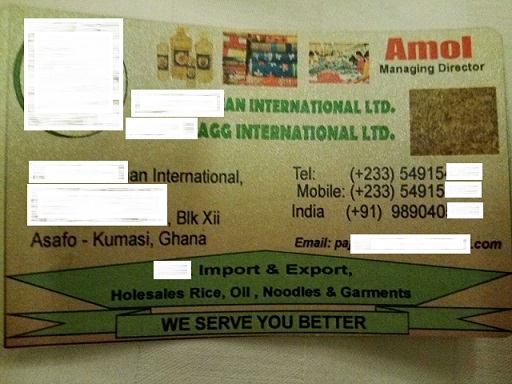 Amol
Managing Director
AN INTERNATIONAL LTD.
AGG INTERNATIONAL LTD.
an International,
, Blk Xii
Asafo - Kumasi, Ghana
Tel: (+233) 54915
Mobile: (+233) 54915
India (+91) 989040
Email: pa .com
Import & Export,
Holesales Rice, Oil , Noodles & Garments
WE SERVE YOU BETTER